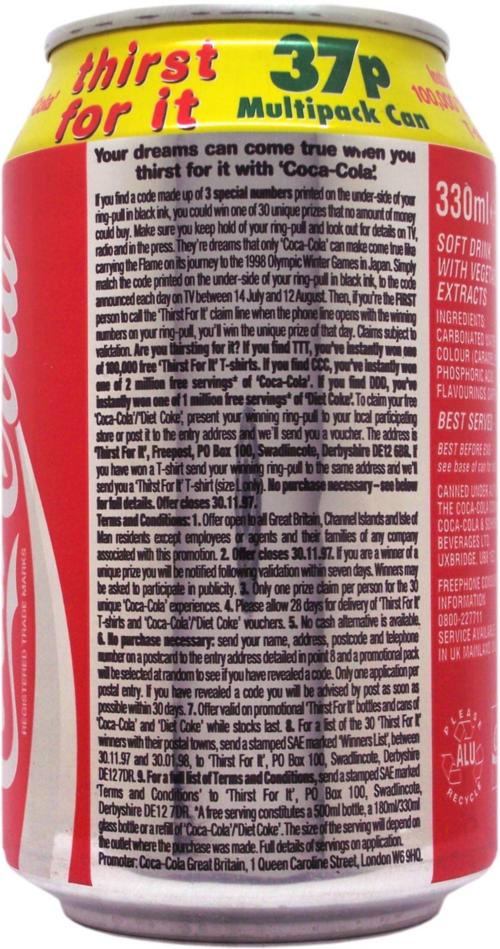 thirst
for it
37p
Multipack Can
100,000
Your dreams can come true when you
thirst for it with 'Coca-Cola'.
If you find a code made up of 3 special numbers printed on the under-side of your
ring-pull in black ink, you could win one of 30 unique prizes that no amount of money
could buy. Make sure you keep hold of your ring-pull and look out for details on TV,
radio and in the press. They're dreams that only 'Coca-Cola' can make come true like
carrying the Flame on its journey to the 1998 Olympic Winter Games in Japan. Simply
match the code printed on the under-side of your ring-pull in black ink, to the code
announced each day on TV between 14 July and 12 August. Then, if you're the FIRST
person to call the 'Thirst For It' claim line when the phone line opens with the winning
numbers on your ring-pull, you'll win the unique prize of that day. Claims subject to
validation. Are you thirsting for it? If you find TTT, you've instantly won one
of 100,000 free 'Thirst For It' T-shirts. If you find CCC, you've instantly won
one of 2 million free servings* of 'Coca-Cola'. If you find DDD, you've
instantly won one of 1 million free servings* of 'Diet Coke'. To claim your free
'Coca-Cola'/'Diet Coke', present your winning ring-pull to your local participating
store or post it to the entry address and we'll send you a voucher. The address is
'Thirst For It', Freepost, PO Box 100, Swadlincote, Derbyshire DE12 6BR. If
you have won a T-shirt send your winning ring-pull to the same address and we'll
send you a 'Thirst For It' T-shirt (size L only). No purchase necessary – see below
for full details. Offer closes 30.11.97.
Terms and Conditions: 1. Offer open to all Great Britain, Channel Islands and Isle of
Man residents except employees or agents and their families of any company
associated with this promotion. 2. Offer closes 30.11.97. If you are a winner of a
unique prize you will be notified following validation within seven days. Winners may
be asked to participate in publicity. 3. Only one prize claim per person for the 30
unique 'Coca-Cola' experiences. 4. Please allow 28 days for delivery of 'Thirst For It'
T-shirts and 'Coca-Cola'/'Diet Coke' vouchers. 5. No cash alternative is available.
6. No purchase necessary: send your name, address, postcode and telephone
number on a postcard to the entry address detailed in point 8 and a promotional pack
will be selected at random to see if you have revealed a code. Only one application per
postal entry. If you have revealed a code you will be advised by post as soon as
possible within 30 days. 7. Offer valid on promotional 'Thirst For It' bottles and cans of
'Coca-Cola' and 'Diet Coke' while stocks last. 8. For a list of the 30 'Thirst For It'
winners with their postal towns, send a stamped SAE marked 'Winners List', between
30.11.97 and 30.01.98, to 'Thirst For It', PO Box 100, Swadlincote, Derbyshire
DE12 7DR. 9. For a full list of Terms and Conditions, send a stamped SAE marked
'Terms and Conditions' to 'Thirst For It', PO Box 100, Swadlincote,
Derbyshire DE12 7DR. *A free serving constitutes a 500ml bottle, a 180ml/330ml
glass bottle or a refill of 'Coca-Cola'/'Diet Coke'. The size of the serving will depend on
the outlet where the purchase was made. Full details of servings on application.
Promoter: Coca-Cola Great Britain, 1 Queen Caroline Street, London W6 9HQ.
REGISTERED TRADE MARKS
330ml
SOFT DRINK
WITH VEGET
EXTRACTS
INGREDIENTS:
CARBONATED
COLOUR (CARAM
PHOSPHORIC A
FLAVOURINGS
BEST SERVED
BEST BEFORE END
see base of can
CANNED UNDER
THE COCA-COLA
COCA-COLA & S
BEVERAGES LTD
UXBRIDGE, UB8
FREEPHONE CO
INFORMATION
0800-227711
SERVICE AVAILA
IN UK MAINLAND
PLEASE
ALU
RECYCLE